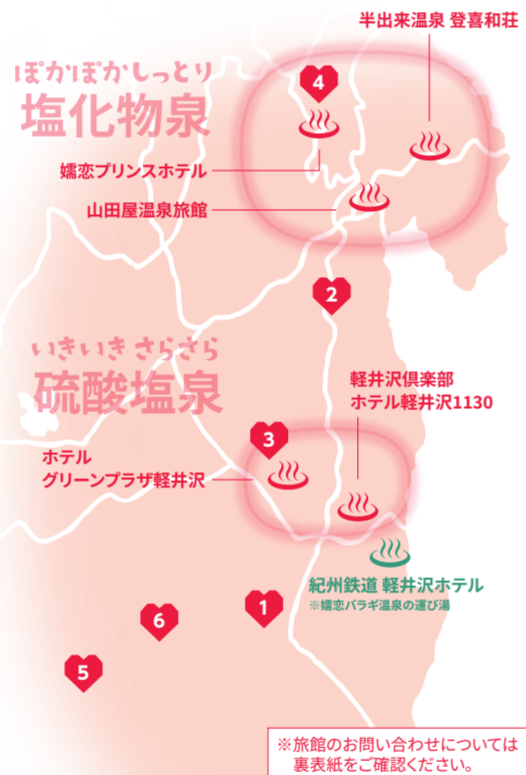 半出来温泉 登喜和荘
ぽかぽかしっとり
塩化物泉
4
嬬恋プリンスホテル
山田屋温泉旅館
2
いきいき さらさら
硫酸塩泉
軽井沢倶楽部
ホテル軽井沢1130
3
ホテル
グリーンプラザ軽井沢
紀州鉄道 軽井沢ホテル
※嬬恋バラギ温泉の運び湯
1
6
5
※旅館のお問い合わせについては
裏表紙をご確認ください。